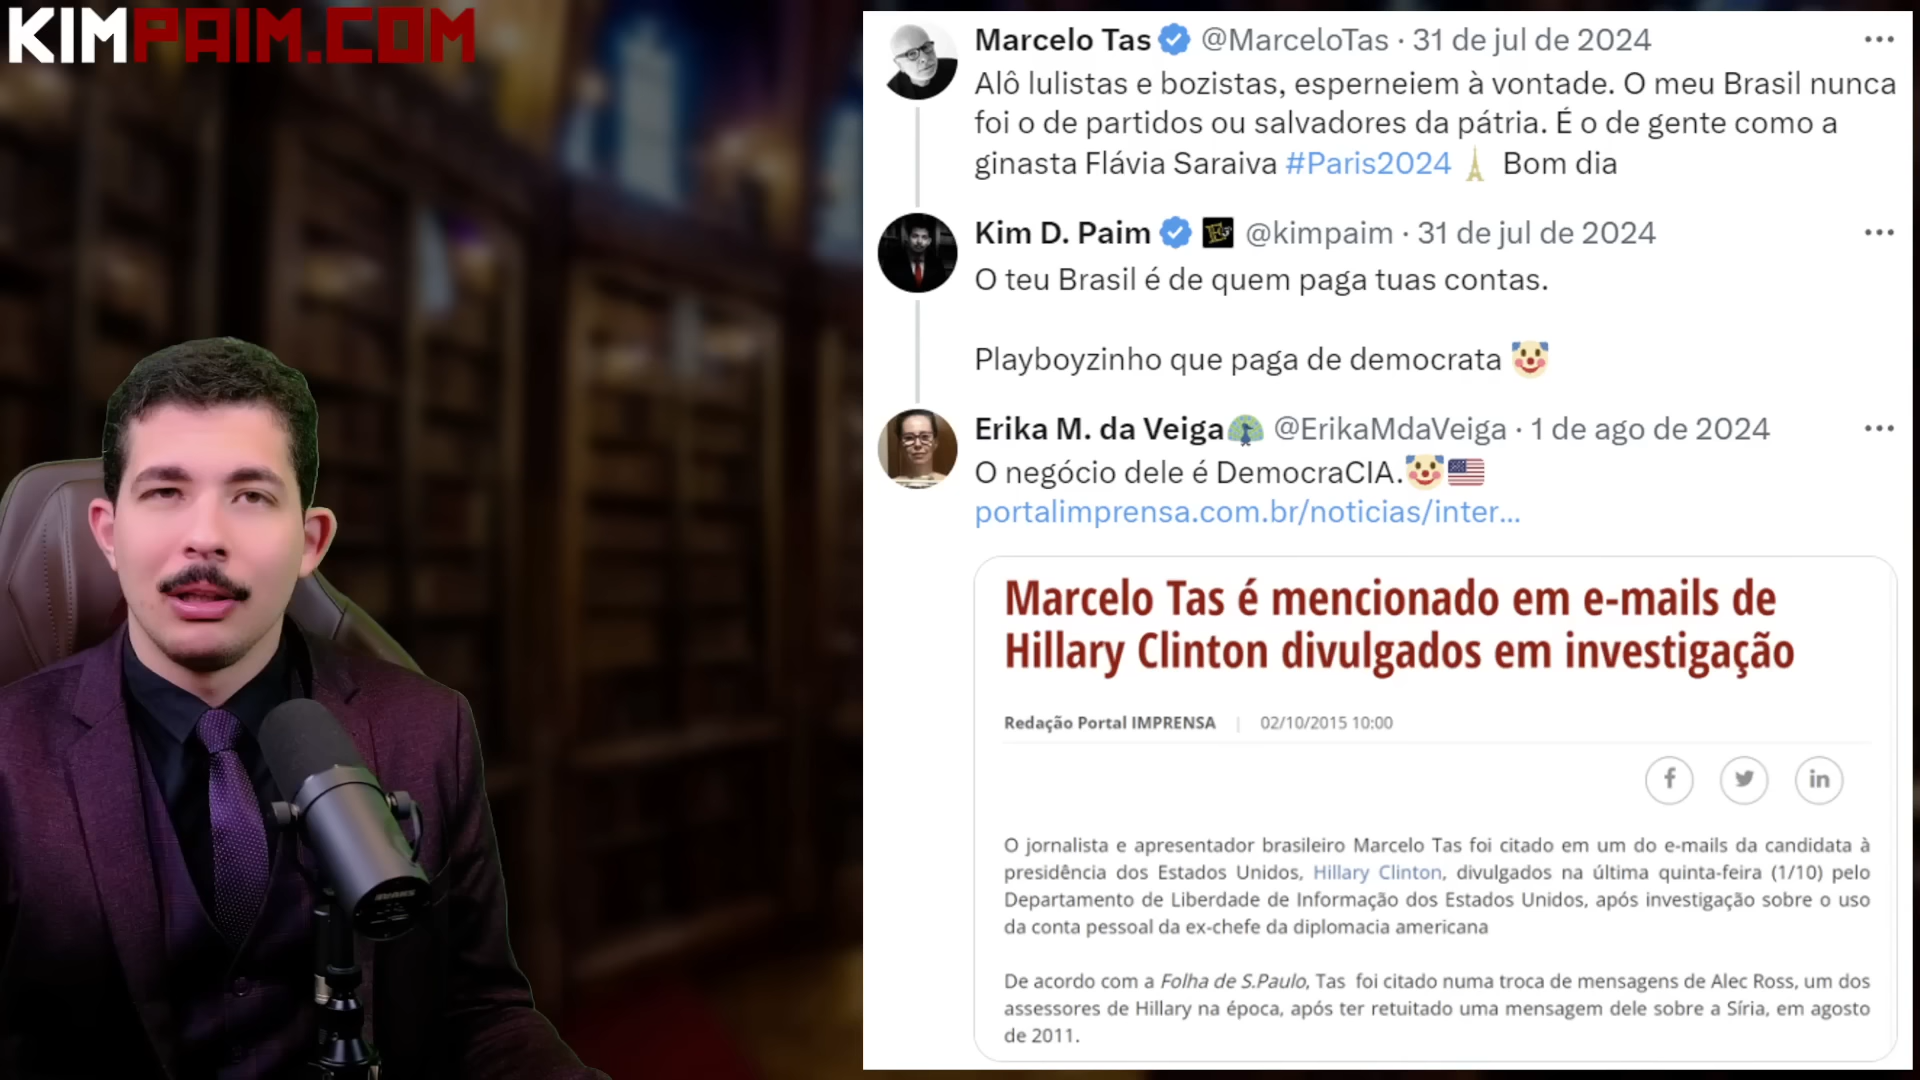 KIMPAIM.COM
Marcelo Tas @MarceloTas · 31 de jul de 2024
Alô lulistas e bozistas, esperneiem à vontade. O meu Brasil nunca
foi o de partidos ou salvadores da pátria. É o de gente como a
ginasta Flávia Saraiva #Paris2024 Bom dia
Kim D. Paim @kimpaim · 31 de jul de 2024
O teu Brasil é de quem paga tuas contas.
Playboyzinho que paga de democrata 🤡
Erika M. da Veiga🦚 @ErikaMdaVeiga · 1 de ago de 2024
O negócio dele é DemocraCIA.🤡🇺🇸
portalimprensa.com.br/noticias/inter...
Marcelo Tas é mencionado em e-mails de
Hillary Clinton divulgados em investigação
Redação Portal IMPRENSA | 02/10/2015 10:00
O jornalista e apresentador brasileiro Marcelo Tas foi citado em um do e-mails da candidata à
presidência dos Estados Unidos, Hillary Clinton, divulgados na última quinta-feira (1/10) pelo
Departamento de Liberdade de Informação dos Estados Unidos, após investigação sobre o uso
da conta pessoal da ex-chefe da diplomacia americana
De acordo com a Folha de S.Paulo, Tas foi citado numa troca de mensagens de Alec Ross, um dos
assessores de Hillary na época, após ter retuitado uma mensagem dele sobre a Síria, em agosto
de 2011.